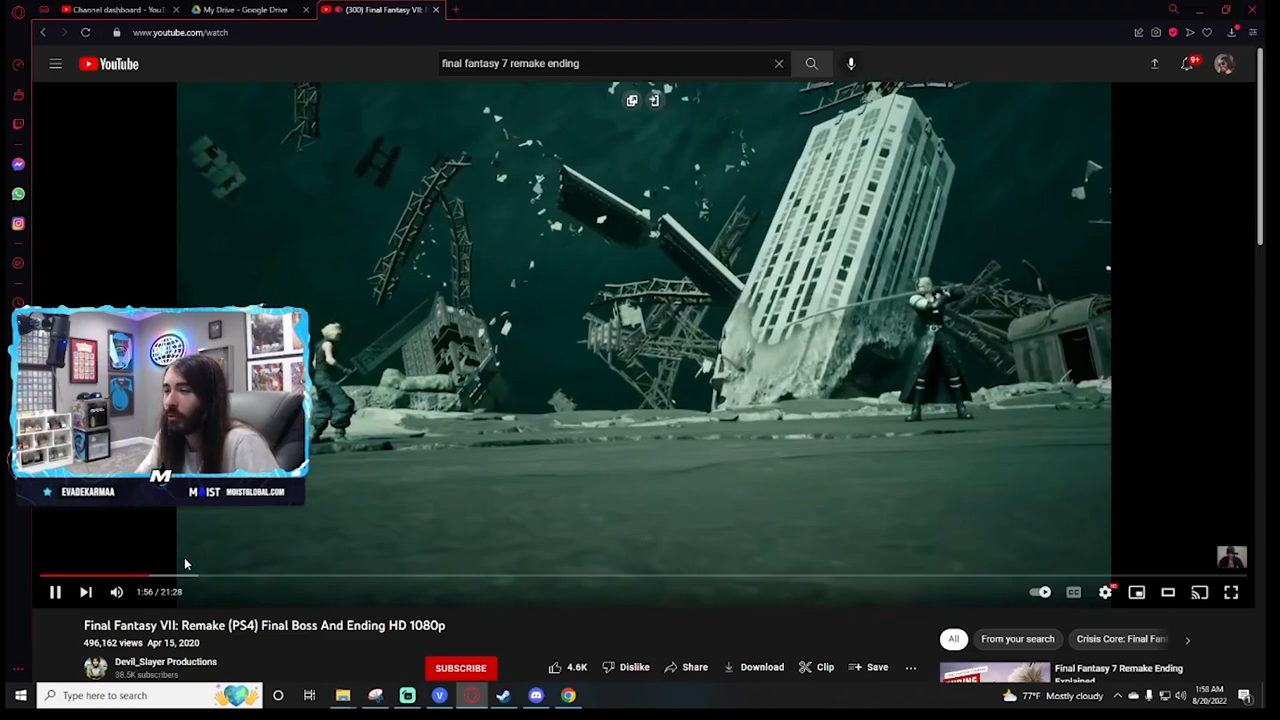 Channel dashboard - YouT
My Drive - Google Drive
(300) Final Fantasy VII:
www.youtube.com/watch
YouTube
final fantasy 7 remake ending
9+
EVADEKARMAA
M
MOIST
MOISTGLOBAL.COM
1:56 / 21:28
CC
HD
Final Fantasy VII: Remake (PS4) Final Boss And Ending HD 1080p
496,162 views Apr 15, 2020
Devil_Slayer Productions
38.5K subscribers
SUBSCRIBE
4.6K
Dislike
Share
Download
Clip
Save
All
From your search
Crisis Core: Final Fan
Final Fantasy 7 Remake Ending
Explained
Type here to search
77°F Mostly cloudy
1:58 AM
8/20/2022